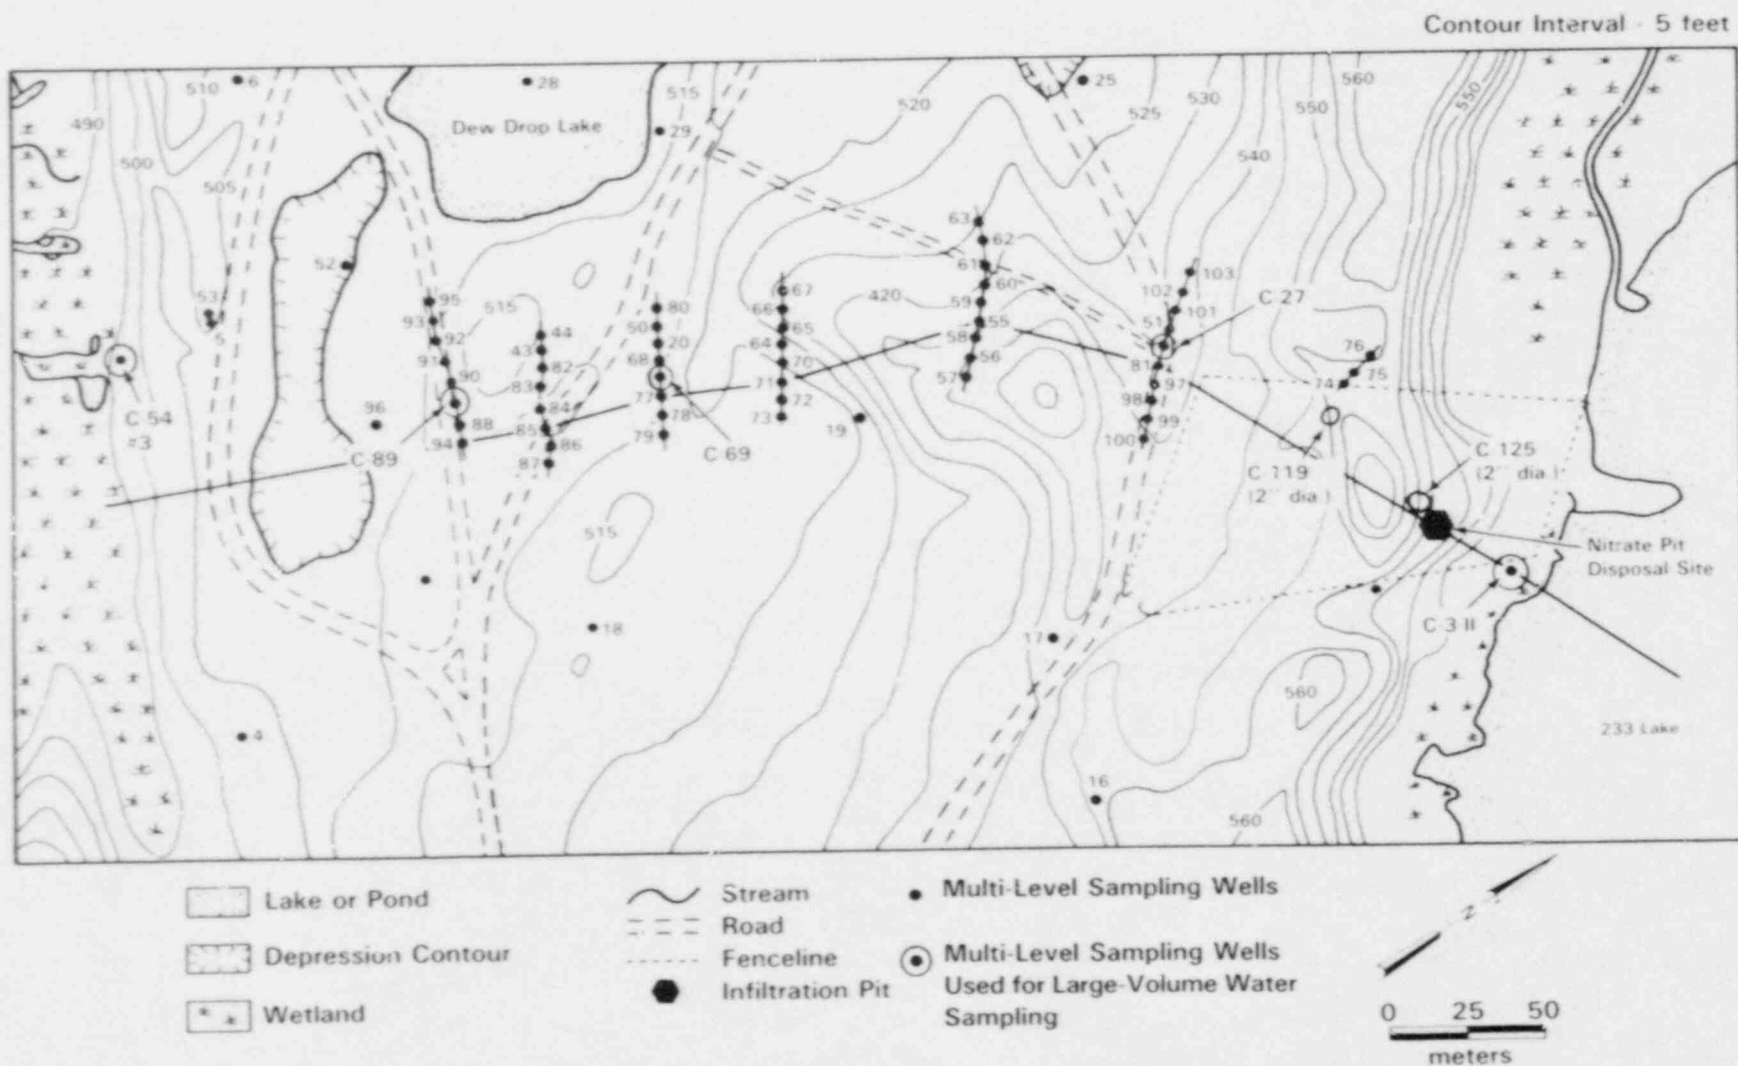 Contour Interval - 5 feet
510
6
28
515
25
560
520
525
530
550
550
490
Dew Drop Lake
29
500
540
505
63
62
52
61
103
60
102
67
C 27
53
95
515
80
66
420
59
101
93
44
50
65
55
51
5
92
43
20
64
58
76
91
82
68
70
56
81
75
90
83
71
57
97
74
C 54
#3
96
88
84
77
72
98
94
85
78
73
19
99
C 89
86
79
C 69
100
87
C 119
(2" dia.)
C 125
(2" dia.)
515
Nitrate Pit
Disposal Site
18
17
C 3 II
560
4
233 Lake
16
560
Lake or Pond
Depression Contour
Wetland
Stream
Road
Fenceline
Infiltration Pit
Multi-Level Sampling Wells
Multi-Level Sampling Wells
Used for Large-Volume Water
Sampling
N
0 25 50
meters